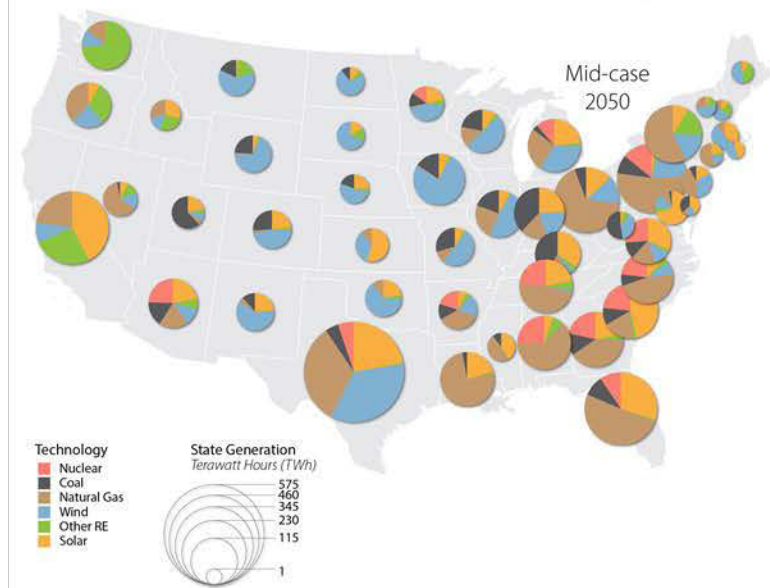 Mid-case
2050
Technology
Nuclear
Coal
Natural Gas
Wind
Other RE
Solar
State Generation
Terawatt Hours (TWh)
575
460
345
230
115
1